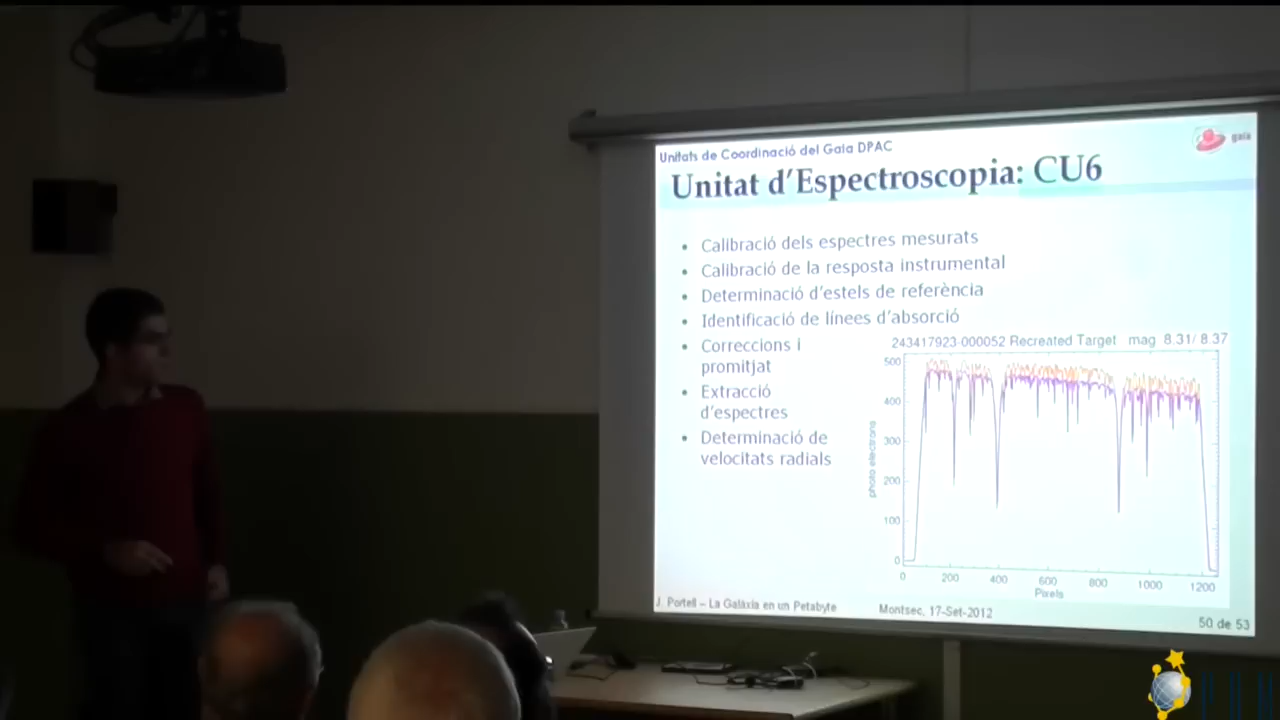 Unitats de Coordinació del Gaia DPAC
gaia
Unitat d'Espectroscopia: CU6
• Calibració dels espectres mesurats
• Calibració de la resposta instrumental
• Determinació d'estels de referència
• Identificació de línees d'absorció
• Correccions i
promitjat
• Extracció
d'espectres
• Determinació de
velocitats radials
243417923-000052 Recreated Target mag 8.31/ 8.37
photo electrons
500
400
300
200
100
0
0 200 400 600 800 1000 1200
Pixels
J. Portell – La Galàxia en un Petabyte
Montsec, 17-Set-2012
50 de 53